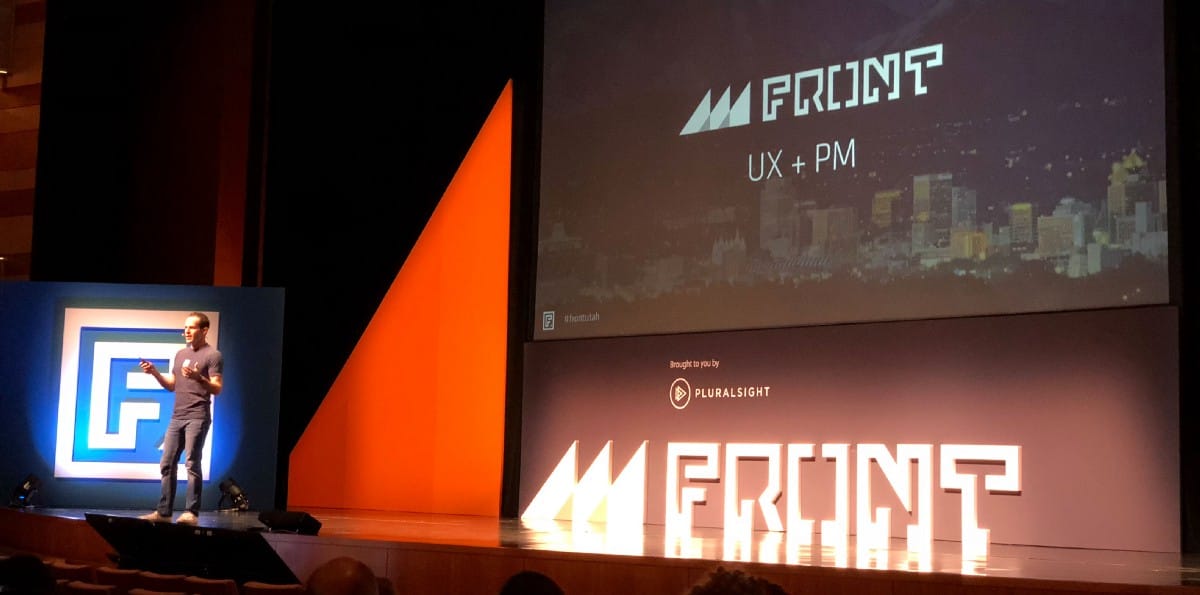 FRONT
UX + PM
#frontutah
Brought to you by
PLURALSIGHT
FRONT
F